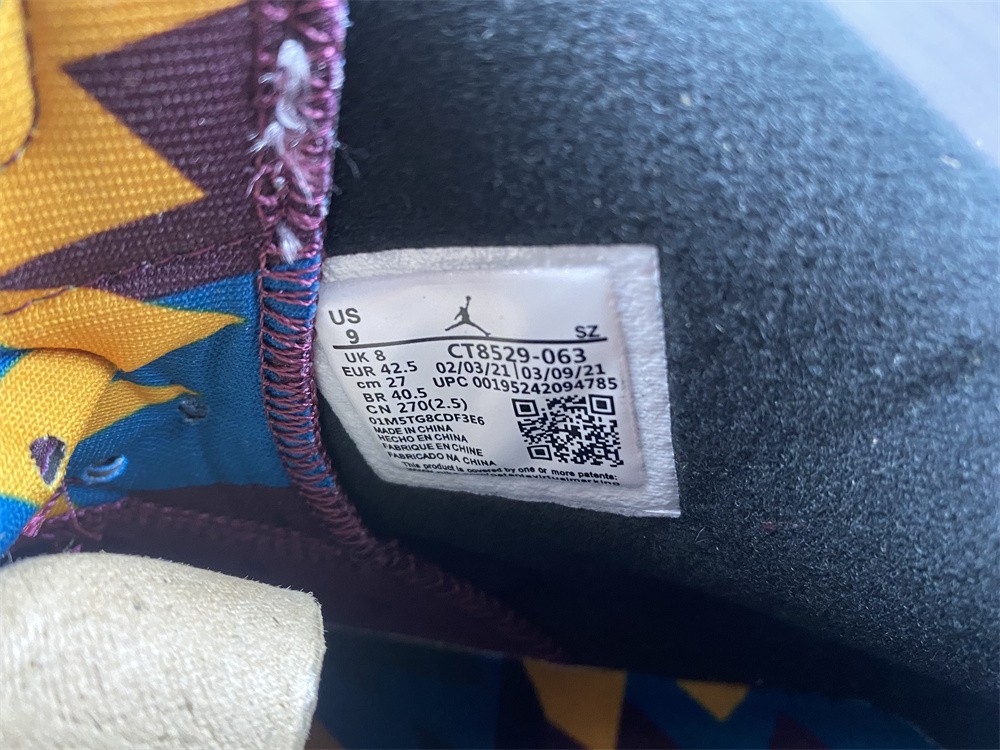 US
9
SZ
UK 8
CT8529-063
EUR 42.5
02/03/21 03/09/21
cm 27
UPC 00195242094785
BR 40.5
CN 270(2.5)
01M5TG8CDF3E6
MADE IN CHINA
HECHO EN CHINA
FABRIQUE EN CHINE
FABRICADO NA CHINA
This product is covered by one or more patents: